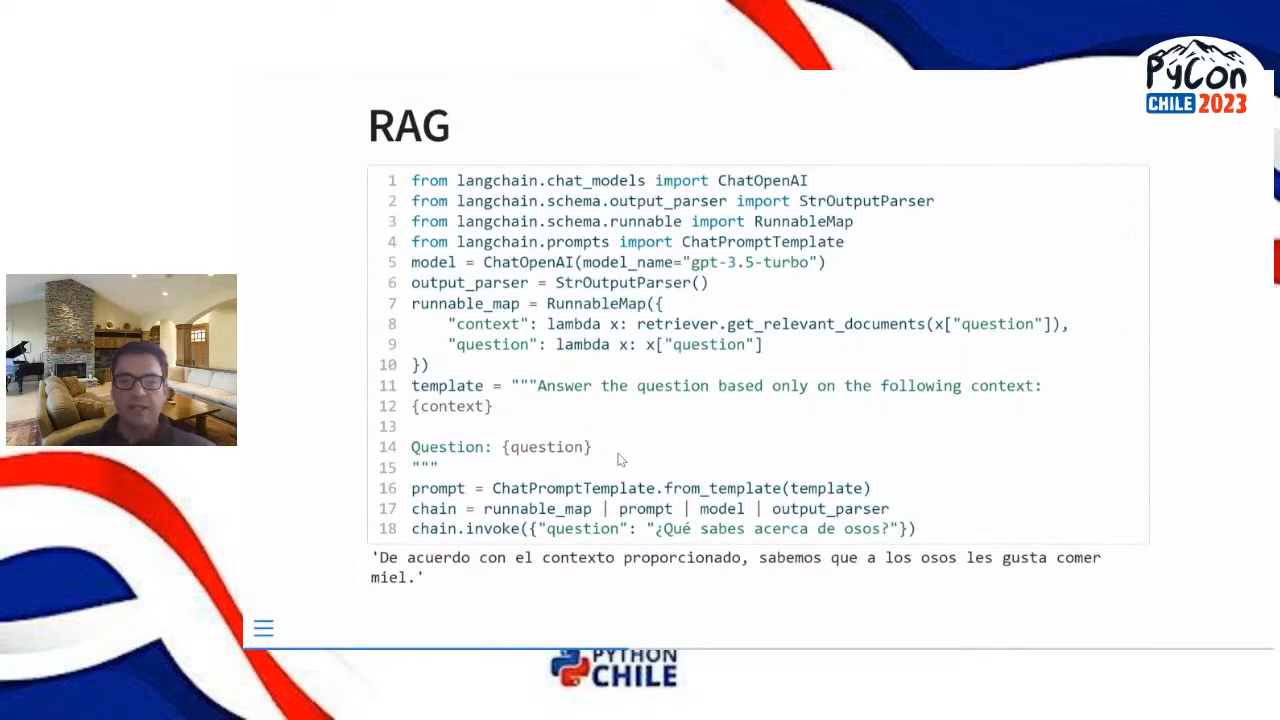 PyCon
CHILE 2023
RAG
1 from langchain.chat_models import ChatOpenAI
2 from langchain.schema.output_parser import StrOutputParser
3 from langchain.schema.runnable import RunnableMap
4 from langchain.prompts import ChatPromptTemplate
5 model = ChatOpenAI(model_name="gpt-3.5-turbo")
6 output_parser = StrOutputParser()
7 runnable_map = RunnableMap({
8     "context": lambda x: retriever.get_relevant_documents(x["question"]),
9     "question": lambda x: x["question"]
10 })
11 template = """Answer the question based only on the following context:
12 {context}
13
14 Question: {question}
15 """
16 prompt = ChatPromptTemplate.from_template(template)
17 chain = runnable_map | prompt | model | output_parser
18 chain.invoke({"question": "¿Qué sabes acerca de osos?"})
'De acuerdo con el contexto proporcionado, sabemos que a los osos les gusta comer
miel.'
PYTHON
CHILE